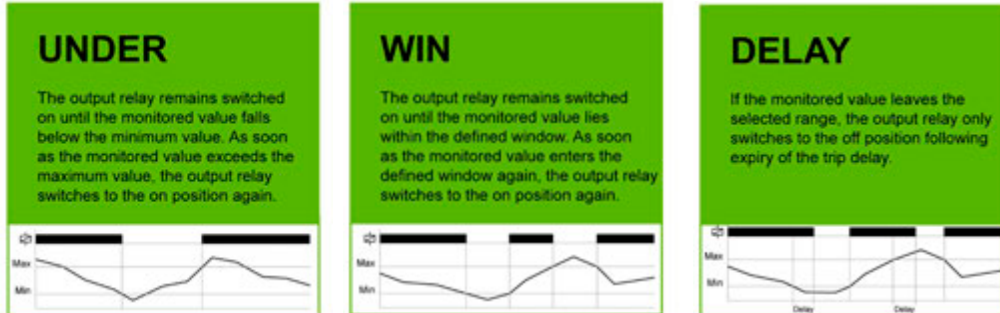 UNDER
The output relay remains switched
on until the monitored value falls
below the minimum value. As soon
as the monitored value exceeds the
maximum value, the output relay
switches to the on position again.
Max
Min
WIN
The output relay remains switched
on until the monitored value lies
within the defined window. As soon
as the monitored value enters the
defined window again, the output relay
switches to the on position again.
Max
Min
DELAY
If the monitored value leaves the
selected range, the output relay only
switches to the off position following
expiry of the trip delay.
Max
Min
Delay
Delay